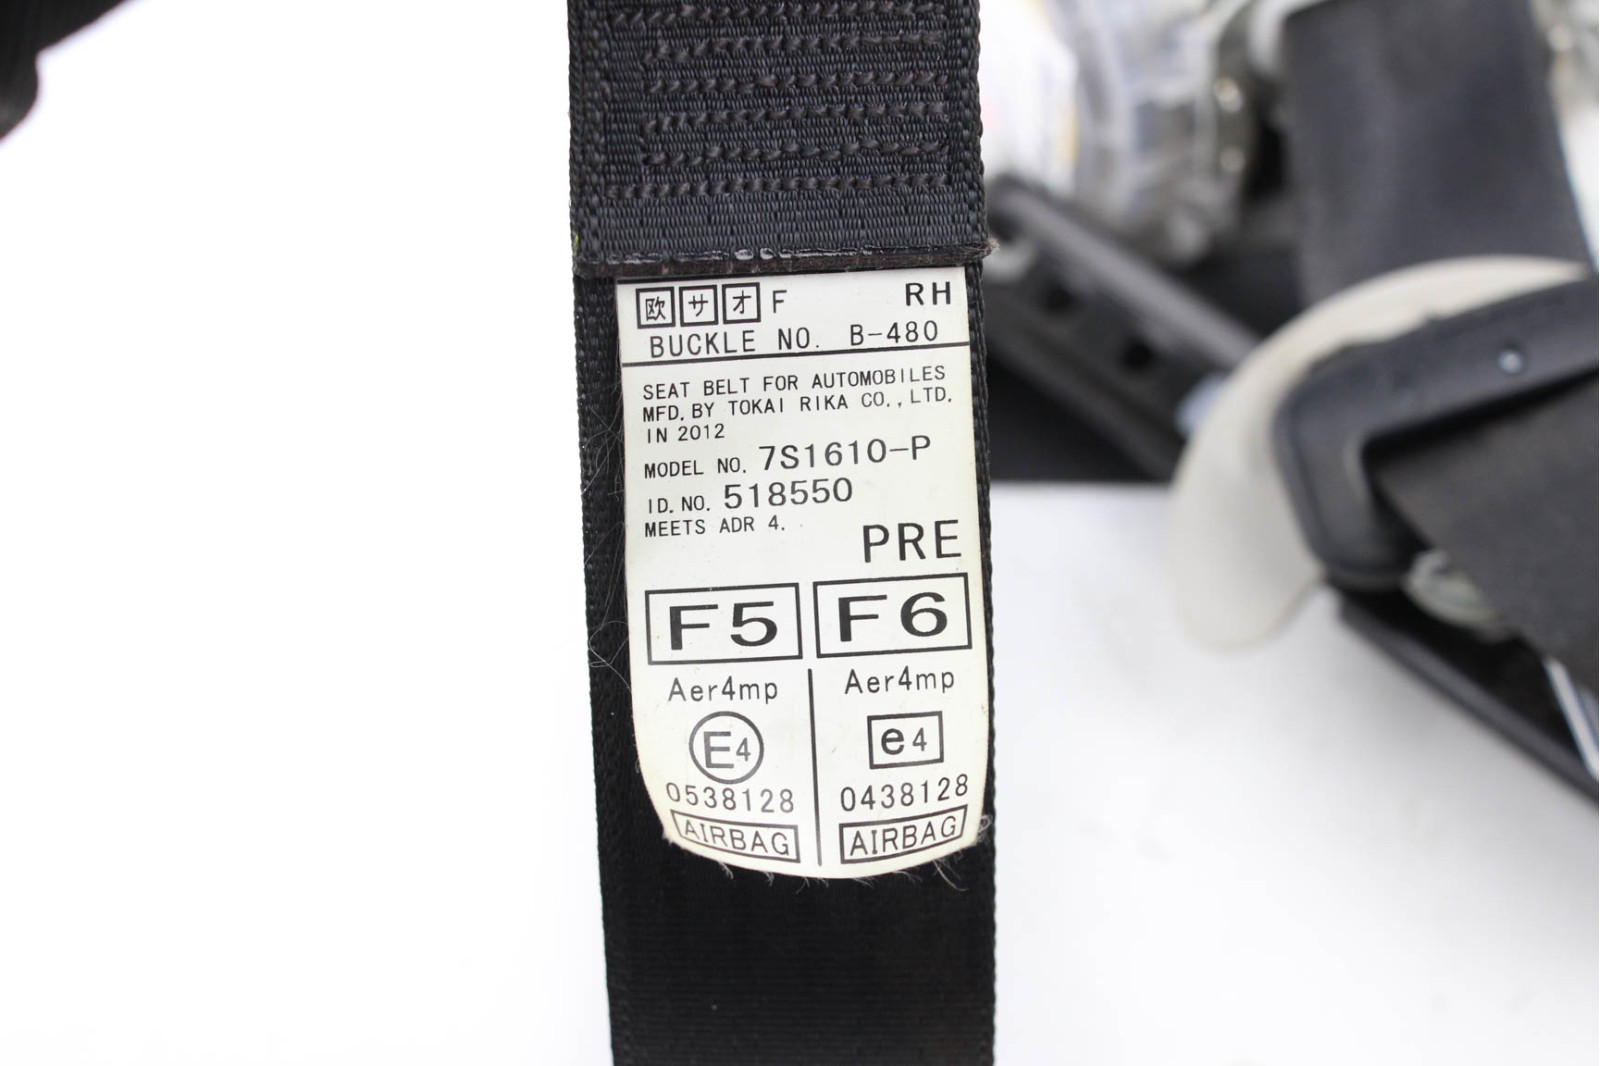 欧 サ オ F RH
BUCKLE NO. B-480
SEAT BELT FOR AUTOMOBILES
MFD. BY TOKAI RIKA CO., LTD.
IN 2012
MODEL NO. 7S1610-P
ID. NO. 518550
MEETS ADR 4.
PRE
F5 F6
Aer4mp Aer4mp
E4 e4
0538128 0438128
AIRBAG AIRBAG